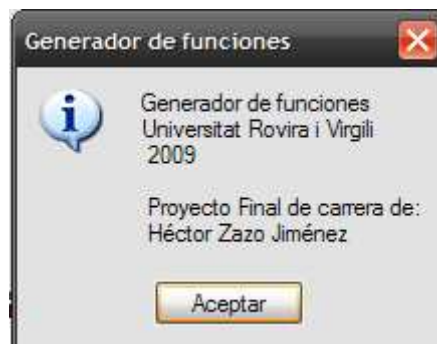 Generador de funciones
Generador de funciones
Universitat Rovira i Virgili
2009
Proyecto Final de carrera de:
Héctor Zazo Jiménez
Aceptar